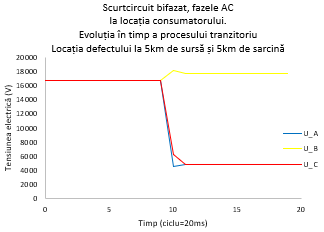 Scurtcircuit bifazat, fazele AC
la locația consumatorului.
Evoluția în timp a procesului tranzitoriu
Locația defectului la 5km de sursă și 5km de sarcină
Tensiunea electrică (V)
20000
18000
16000
14000
12000
10000
8000
6000
4000
2000
0
0 5 10 15 20
Timp (ciclu=20ms)
U_A
U_B
U_C